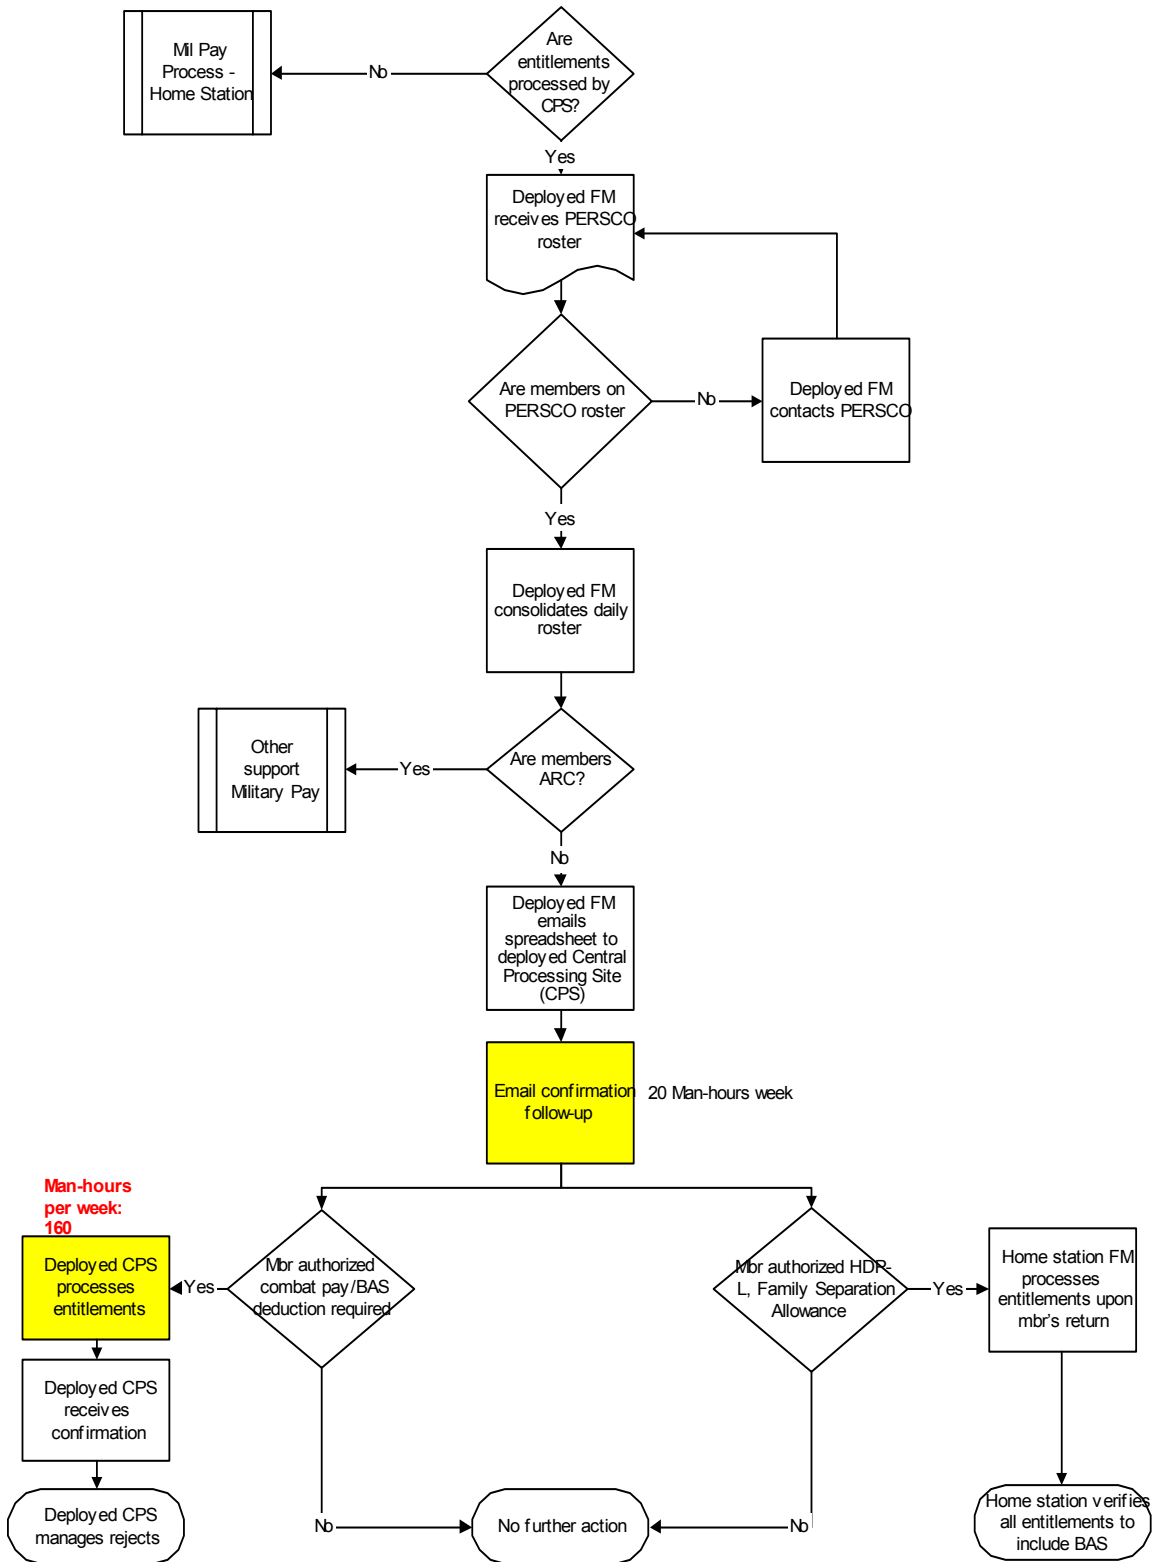 Are
entitlements
processed by
CPS?
No
Mil Pay
Process -
Home Station
Yes
Deployed FM
receives PERSCO
roster
Are members on
PERSCO roster
No
Deployed FM
contacts PERSCO
Yes
Deployed FM
consolidates daily
roster
Are members
ARC?
Yes
Other
support
Military Pay
No
Deployed FM
emails
spreadsheet to
deployed Central
Processing Site
(CPS)
Email confirmation
follow-up
20 Man-hours week
Man-hours
per week:
160
Deployed CPS
processes
entitlements
Yes
Mbr authorized
combat pay/BAS
deduction required
Mbr authorized HDP-
L, Family Separation
Allowance
Yes
Home station FM
processes
entitlements upon
mbr's return
Deployed CPS
receives
confirmation
Deployed CPS
manages rejects
No
No further action
No
Home station verifies
all entitlements to
include BAS